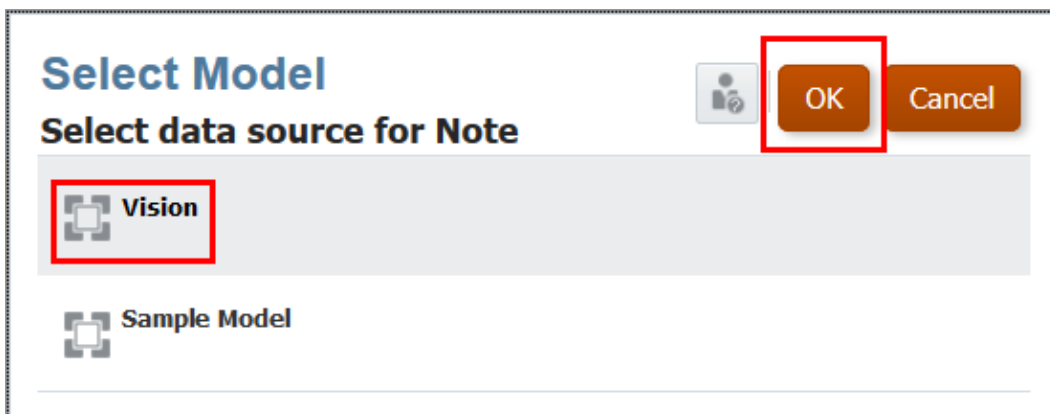 Select Model
OK Cancel
Select data source for Note
Vision
Sample Model